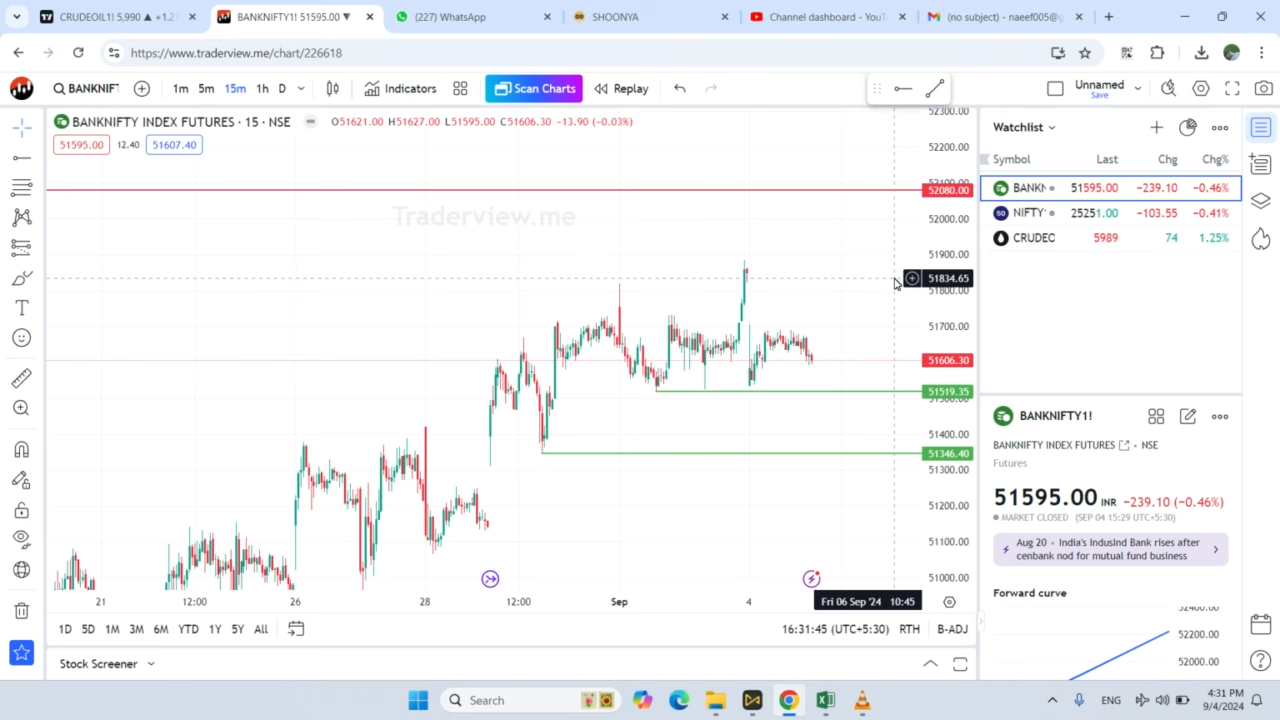 CRUDEOIL1! 5,990 ▲ +1.2
BANKNIFTY1! 51595.00 ▼
(227) WhatsApp
SHOONYA
Channel dashboard - YouT
(no subject) - naeef005@g
https://www.traderview.me/chart/226618
BANKNIFT
1m 5m 15m 1h D
Indicators
Scan Charts
Replay
Unnamed
Save
BANKNIFTY INDEX FUTURES · 15 · NSE
O51621.00 H51627.00 L51595.00 C51606.30 −13.90 (−0.03%)
51595.00 12.40 51607.40
Traderview.me
52300.00
52200.00
52080.00
52000.00
51900.00
51834.65
51800.00
51700.00
51606.30
51519.35
51500.00
51400.00
51346.40
51300.00
51200.00
51100.00
51000.00
21 12:00 26 28 12:00 Sep 4
Fri 06 Sep '24 10:45
1D 5D 1M 3M 6M YTD 1Y 5Y All
16:31:45 (UTC+5:30) RTH B-ADJ
Stock Screener
Watchlist
Symbol Last Chg Chg%
BANKN 51595.00 −239.10 −0.46%
NIFTY 25251.00 −103.55 −0.41%
CRUDEO 5989 74 1.25%
BANKNIFTY1!
BANKNIFTY INDEX FUTURES · NSE
Futures
51595.00 INR −239.10 (−0.46%)
MARKET CLOSED (SEP 04 15:29 UTC+5:30)
Aug 20 · India's IndusInd Bank rises after
cenbank nod for mutual fund business
Forward curve
52400.00
52200.00
52000.00
Search
ENG
4:31 PM
9/4/2024